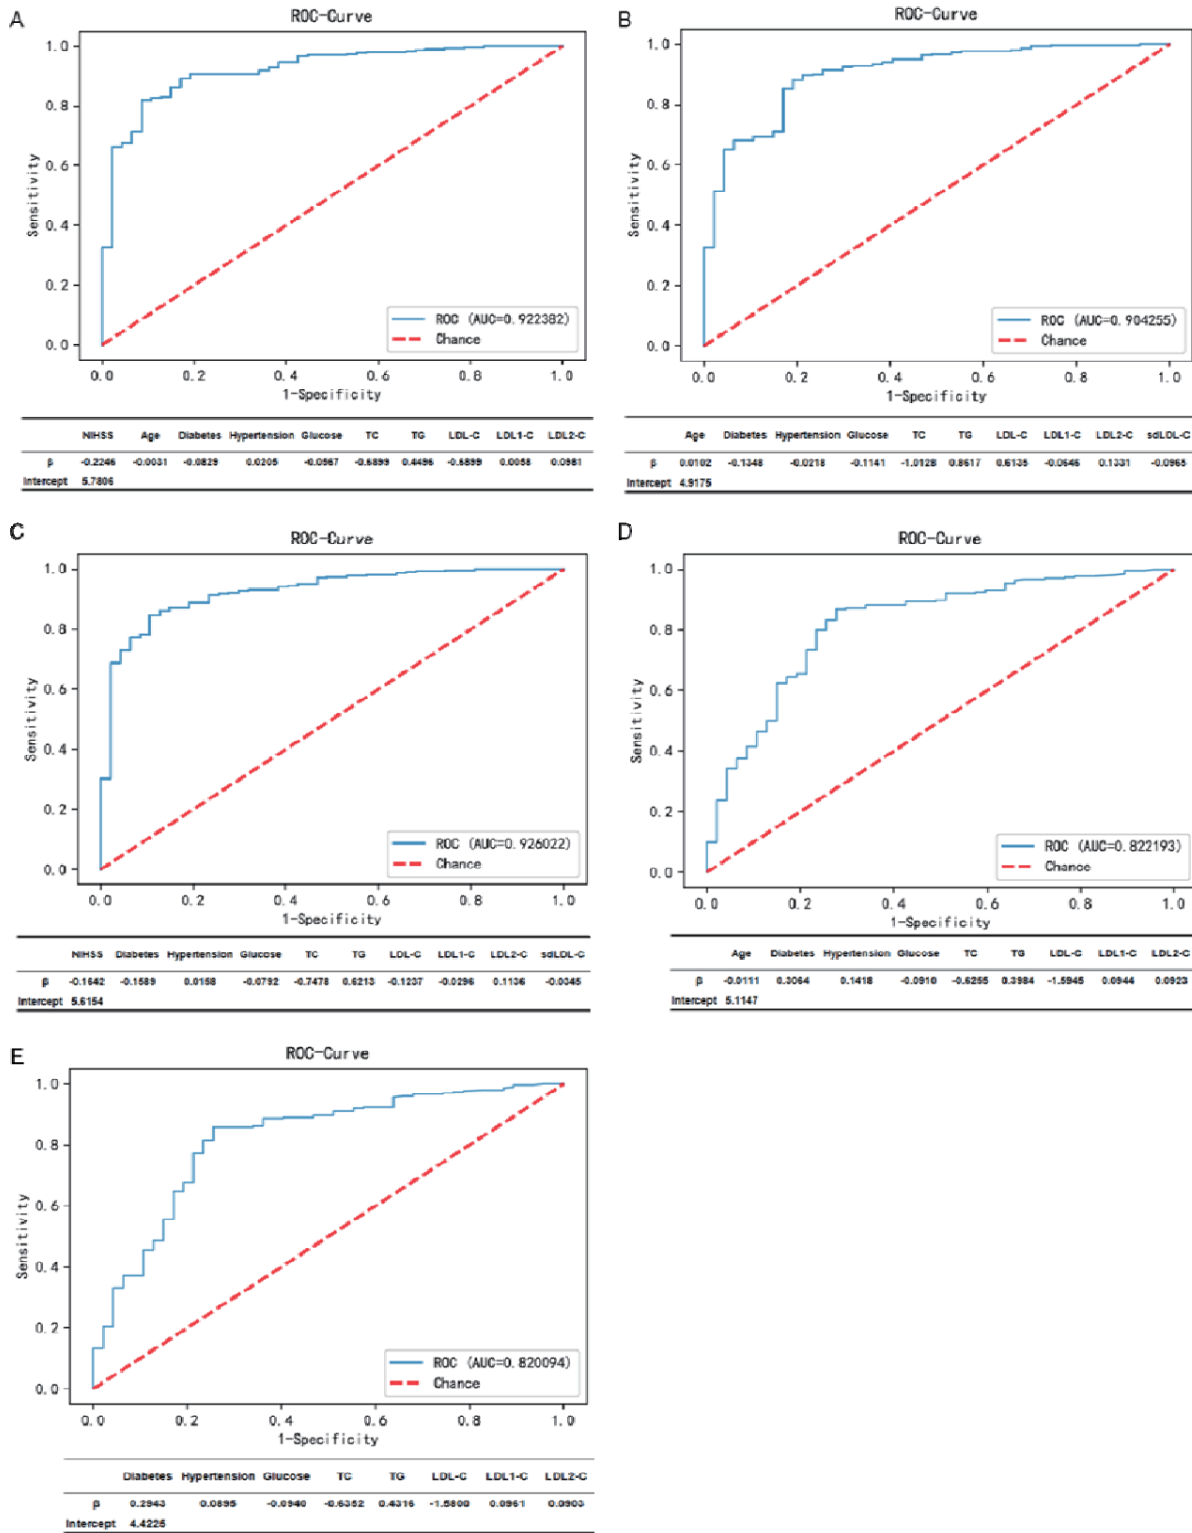 A
ROC-Curve
1.0
0.8
0.6
0.4
0.2
0.0
Sensitivity
ROC (AUC=0.922382)
Chance
0.0 0.2 0.4 0.6 0.8 1.0
1-Specificity
NIHSS Age Diabetes Hypertension Glucose TC TG LDL-C LDL1-C LDL2-C
β -0.2246 -0.0031 -0.0829 0.0205 -0.0567 -0.6899 0.4496 -0.6899 0.0058 0.0981
Intercept 5.7806
B
ROC-Curve
1.0
0.8
0.6
0.4
0.2
0.0
Sensitivity
ROC (AUC=0.904255)
Chance
0.0 0.2 0.4 0.6 0.8 1.0
1-Specificity
Age Diabetes Hypertension Glucose TC TG LDL-C LDL1-C LDL2-C sdLDL-C
β 0.0102 -0.1348 -0.0218 -0.1141 -1.0128 0.8617 0.6135 -0.0646 0.1331 -0.0965
Intercept 4.9175
C
ROC-Curve
1.0
0.8
0.6
0.4
0.2
0.0
Sensitivity
ROC (AUC=0.926022)
Chance
0.0 0.2 0.4 0.6 0.8 1.0
1-Specificity
NIHSS Diabetes Hypertension Glucose TC TG LDL-C LDL1-C LDL2-C sdLDL-C
β -0.1642 -0.1589 0.0158 -0.0792 -0.7478 0.6213 -0.1237 -0.0296 0.1136 -0.0345
Intercept 5.6154
D
ROC-Curve
1.0
0.8
0.6
0.4
0.2
0.0
Sensitivity
ROC (AUC=0.822193)
Chance
0.0 0.2 0.4 0.6 0.8 1.0
1-Specificity
Age Diabetes Hypertension Glucose TC TG LDL-C LDL1-C LDL2-C
β -0.0111 0.3064 0.1418 -0.0910 -0.6255 0.3984 -1.5945 0.0944 0.0923
Intercept 5.1147
E
ROC-Curve
1.0
0.8
0.6
0.4
0.2
0.0
Sensitivity
ROC (AUC=0.820094)
Chance
0.0 0.2 0.4 0.6 0.8 1.0
1-Specificity
Diabetes Hypertension Glucose TC TG LDL-C LDL1-C LDL2-C
β 0.2943 0.0895 -0.0940 -0.6352 0.4316 -1.5800 0.0961 0.0903
Intercept 4.4225